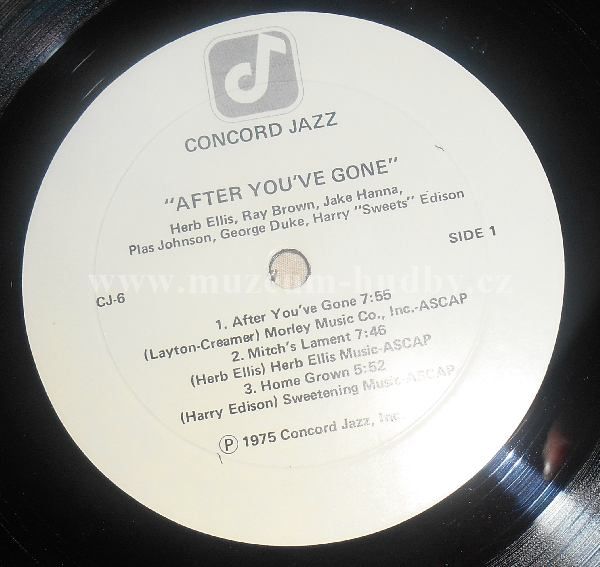 CONCORD JAZZ
"AFTER YOU'VE GONE"
Herb Ellis, Ray Brown, Jake Hanna,
Plas Johnson, George Duke, Harry "Sweets" Edison
SIDE 1
www.muzeum-hudby.cz
CJ-6
1. After You've Gone 7:55
(Layton-Creamer) Morley Music Co., Inc.-ASCAP
2. Mitch's Lament 7:46
(Herb Ellis) Herb Ellis Music-ASCAP
3. Home Grown 5:52
(Harry Edison) Sweetening Music-ASCAP
Ⓟ 1975 Concord Jazz, Inc.